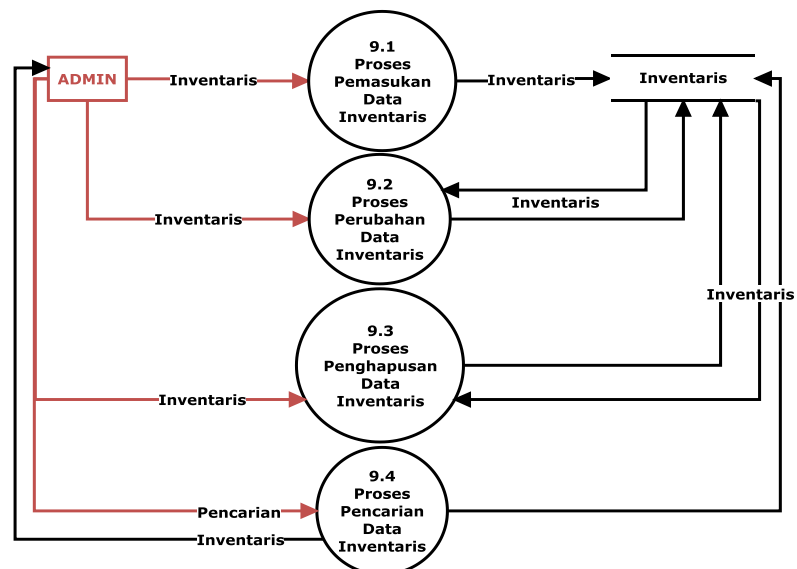 9.1
Proses
Pemasukan
Data
Inventaris
ADMIN
Inventaris
Inventaris
Inventaris
9.2
Proses
Perubahan
Data
Inventaris
Inventaris
Inventaris
Inventaris
9.3
Proses
Penghapusan
Data
Inventaris
Inventaris
9.4
Proses
Pencarian
Data
Inventaris
Pencarian
Inventaris